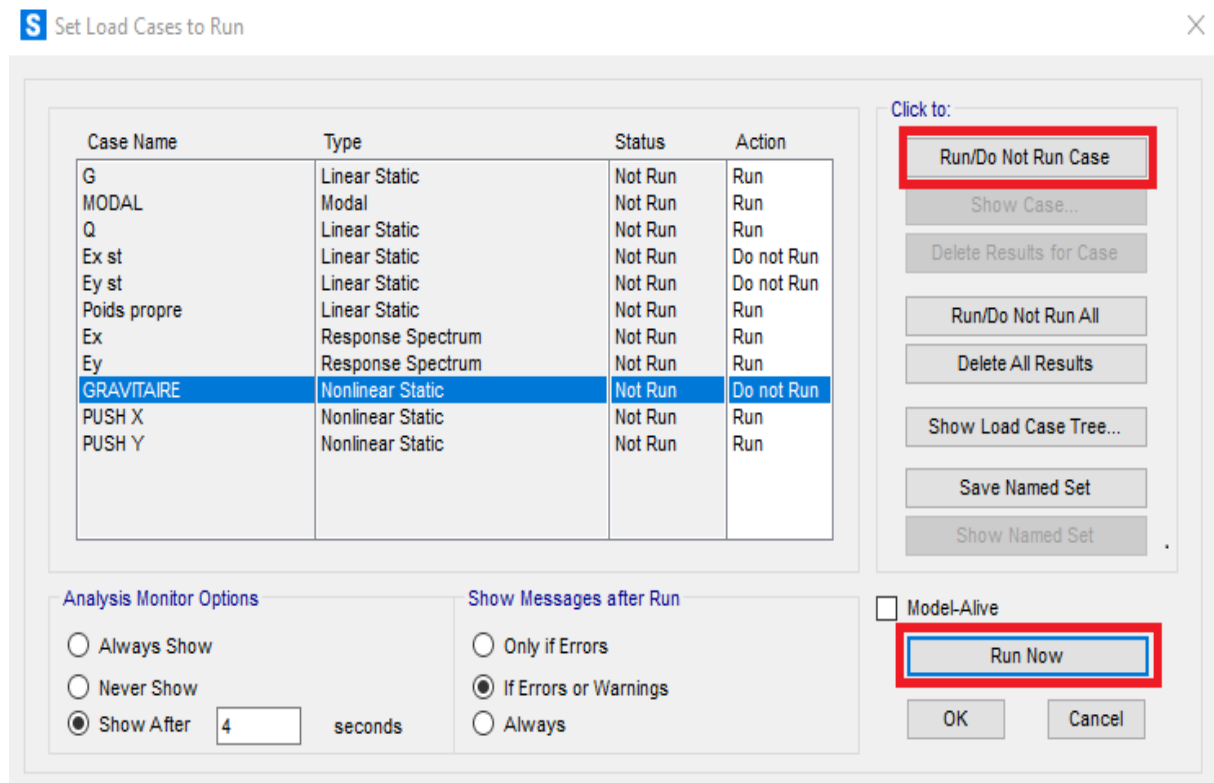 S Set Load Cases to Run
Click to:
Case Name Type Status Action
G Linear Static Not Run Run
MODAL Modal Not Run Run
Q Linear Static Not Run Run
Ex st Linear Static Not Run Do not Run
Ey st Linear Static Not Run Do not Run
Poids propre Linear Static Not Run Run
Ex Response Spectrum Not Run Run
Ey Response Spectrum Not Run Run
GRAVITAIRE Nonlinear Static Not Run Do not Run
PUSH X Nonlinear Static Not Run Run
PUSH Y Nonlinear Static Not Run Run
Run/Do Not Run Case
Show Case...
Delete Results for Case
Run/Do Not Run All
Delete All Results
Show Load Case Tree...
Save Named Set
Show Named Set
.
Analysis Monitor Options
Always Show
Never Show
Show After 4 seconds
Show Messages after Run
Only if Errors
If Errors or Warnings
Always
Model-Alive
Run Now
OK Cancel